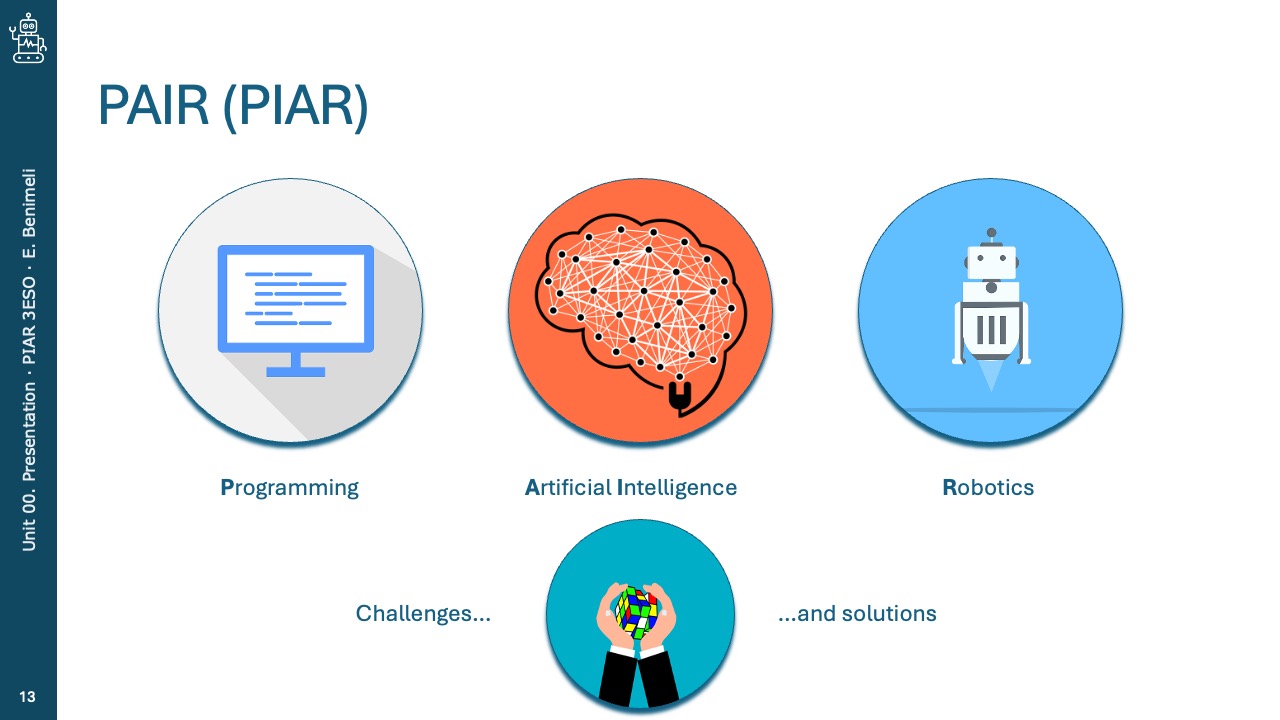 PAIR (PIAR)
Programming
Artificial Intelligence
Robotics
Challenges...
...and solutions
Unit 00. Presentation · PIAR 3ESO · E. Benimeli
13